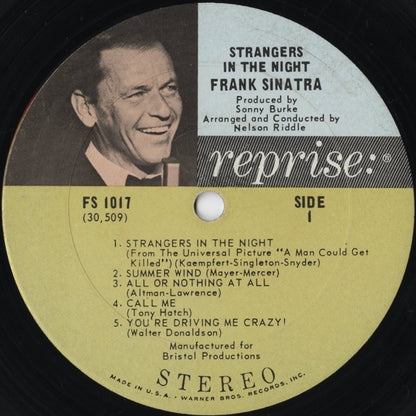 STRANGERS
IN THE NIGHT
FRANK SINATRA
Produced by
Sonny Burke
Arranged and Conducted by
Nelson Riddle
reprise:®
FS 1017
(30,509)
SIDE
1
1. STRANGERS IN THE NIGHT
(From The Universal Picture "A Man Could Get
Killed") (Kaempfert-Singleton-Snyder)
2. SUMMER WIND (Mayer-Mercer)
3. ALL OR NOTHING AT ALL
(Altman-Lawrence)
4. CALL ME
(Tony Hatch)
5. YOU'RE DRIVING ME CRAZY!
(Walter Donaldson)
Manufactured for
Bristol Productions
STEREO
MADE IN U.S.A. - WARNER BROS. RECORDS, INC.